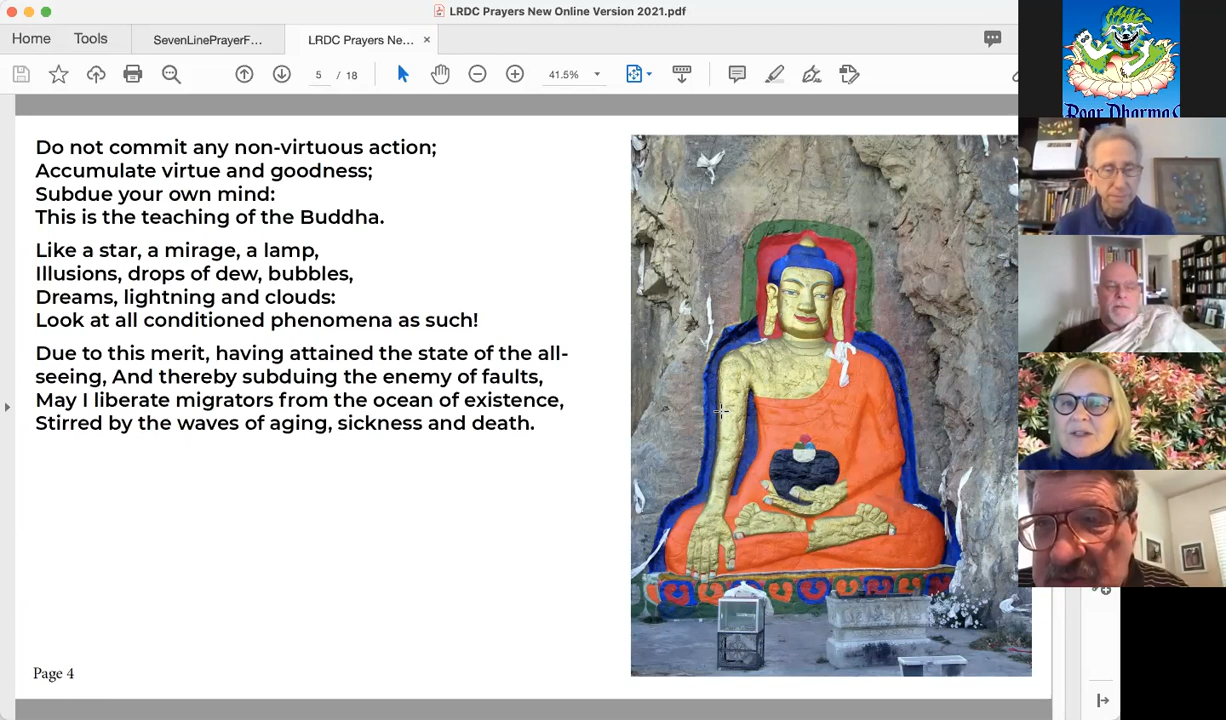 LRDC Prayers New Online Version 2021.pdf
Home
Tools
SevenLinePrayerF...
LRDC Prayers Ne...
×
5 / 18
41.5%
Do not commit any non-virtuous action;
Accumulate virtue and goodness;
Subdue your own mind:
This is the teaching of the Buddha.
Like a star, a mirage, a lamp,
Illusions, drops of dew, bubbles,
Dreams, lightning and clouds:
Look at all conditioned phenomena as such!
Due to this merit, having attained the state of the all-
seeing, And thereby subduing the enemy of faults,
May I liberate migrators from the ocean of existence,
Stirred by the waves of aging, sickness and death.
Page 4
Roar Dharma